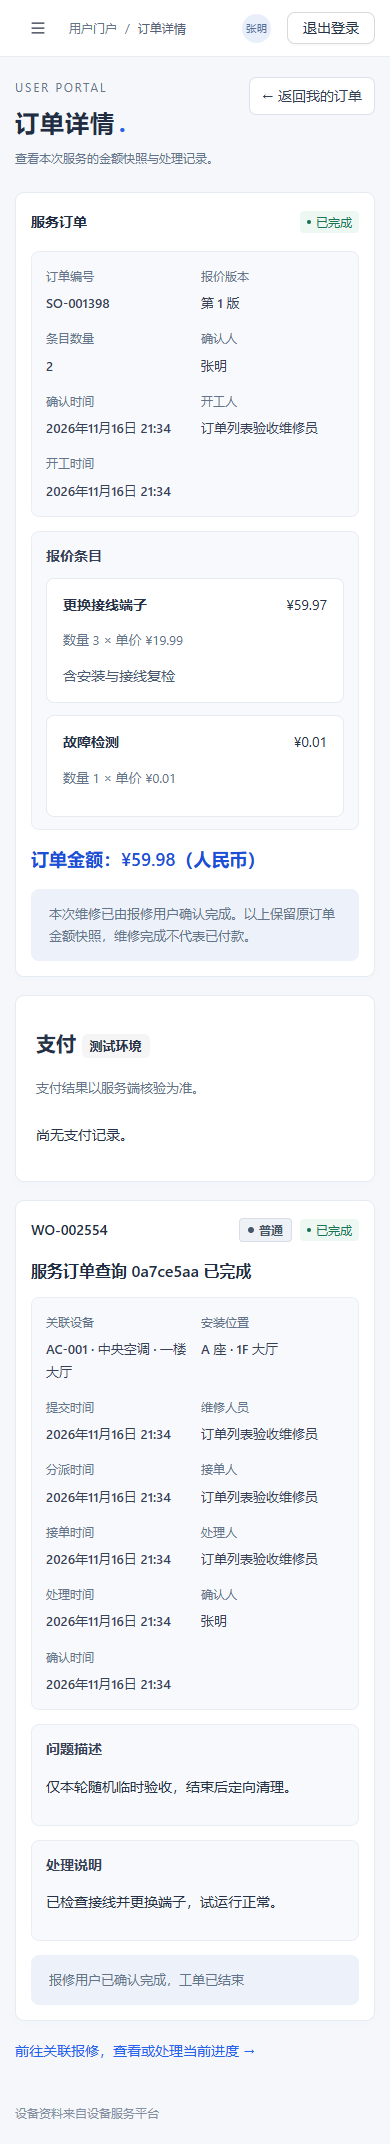 用户门户 / 订单详情 张明 退出登录
USER PORTAL
← 返回我的订单
订单详情.
查看本次服务的金额快照与处理记录。
服务订单 已完成
订单编号 报价版本
SO-001398 第 1 版
条目数量 确认人
2 张明
确认时间 开工人
2026年11月16日 21:34 订单列表验收维修员
开工时间
2026年11月16日 21:34
报价条目
更换接线端子 ¥59.97
数量 3 × 单价 ¥19.99
含安装与接线复检
故障检测 ¥0.01
数量 1 × 单价 ¥0.01
订单金额：¥59.98（人民币）
本次维修已由报修用户确认完成。以上保留原订单
金额快照，维修完成不代表已付款。
支付 测试环境
支付结果以服务端核验为准。
尚无支付记录。
WO-002554 普通 已完成
服务订单查询 0a7ce5aa 已完成
关联设备 安装位置
AC-001 · 中央空调 · 一楼 A 座 · 1F 大厅
大厅
提交时间 维修人员
2026年11月16日 21:34 订单列表验收维修员
分派时间 接单人
2026年11月16日 21:34 订单列表验收维修员
接单时间 处理人
2026年11月16日 21:34 订单列表验收维修员
处理时间 确认人
2026年11月16日 21:34 张明
确认时间
2026年11月16日 21:34
问题描述
仅本轮随机临时验收，结束后定向清理。
处理说明
已检查接线并更换端子，试运行正常。
报修用户已确认完成，工单已结束
前往关联报修，查看或处理当前进度 →
设备资料来自设备服务平台